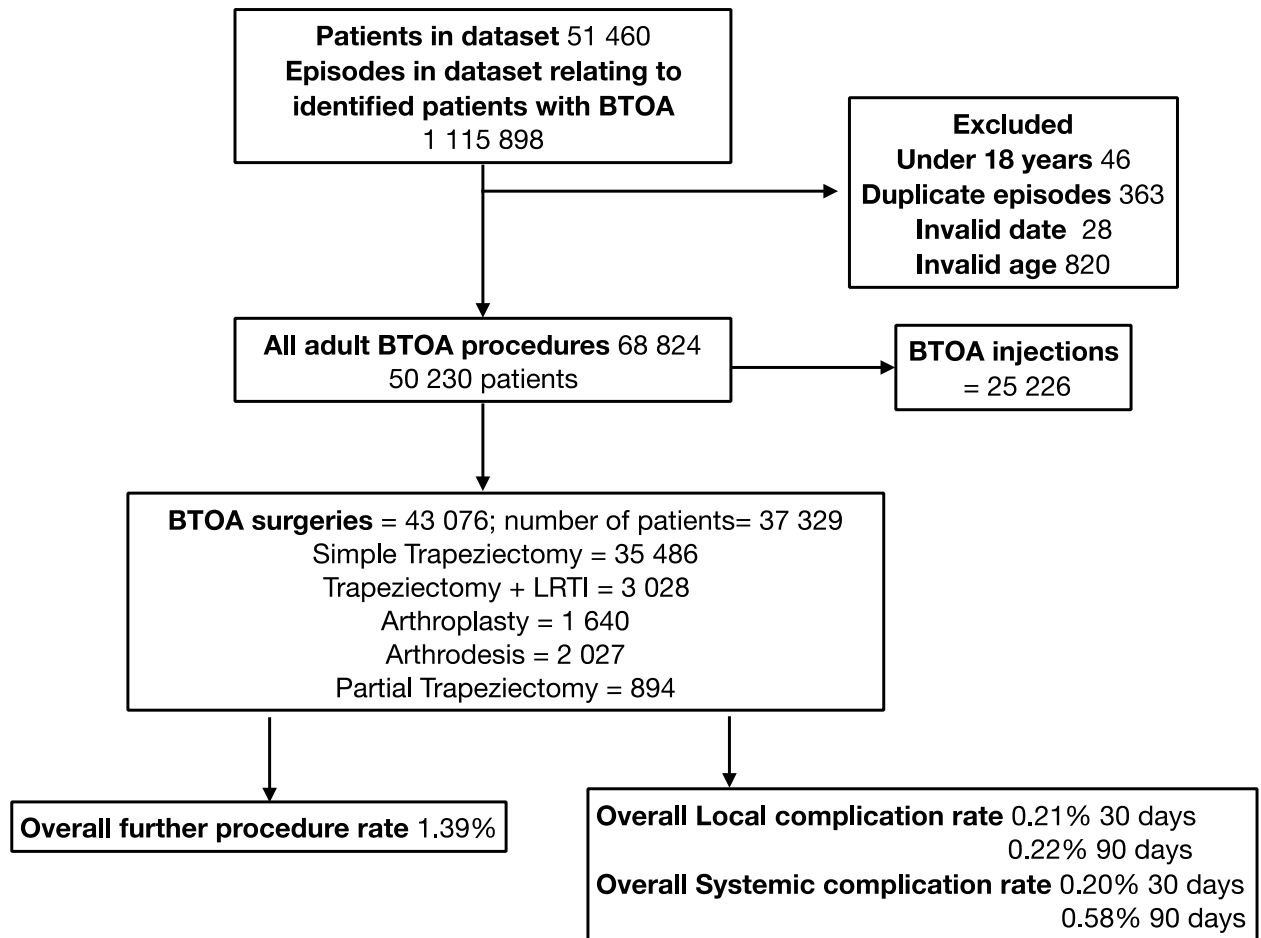 Patients in dataset 51 460
Episodes in dataset relating to
identified patients with BTOA
1 115 898
Excluded
Under 18 years 46
Duplicate episodes 363
Invalid date 28
Invalid age 820
All adult BTOA procedures 68 824
50 230 patients
BTOA injections
= 25 226
BTOA surgeries = 43 076; number of patients= 37 329
Simple Trapeziectomy = 35 486
Trapeziectomy + LRTI = 3 028
Arthroplasty = 1 640
Arthrodesis = 2 027
Partial Trapeziectomy = 894
Overall further procedure rate 1.39%
Overall Local complication rate 0.21% 30 days
0.22% 90 days
Overall Systemic complication rate 0.20% 30 days
0.58% 90 days